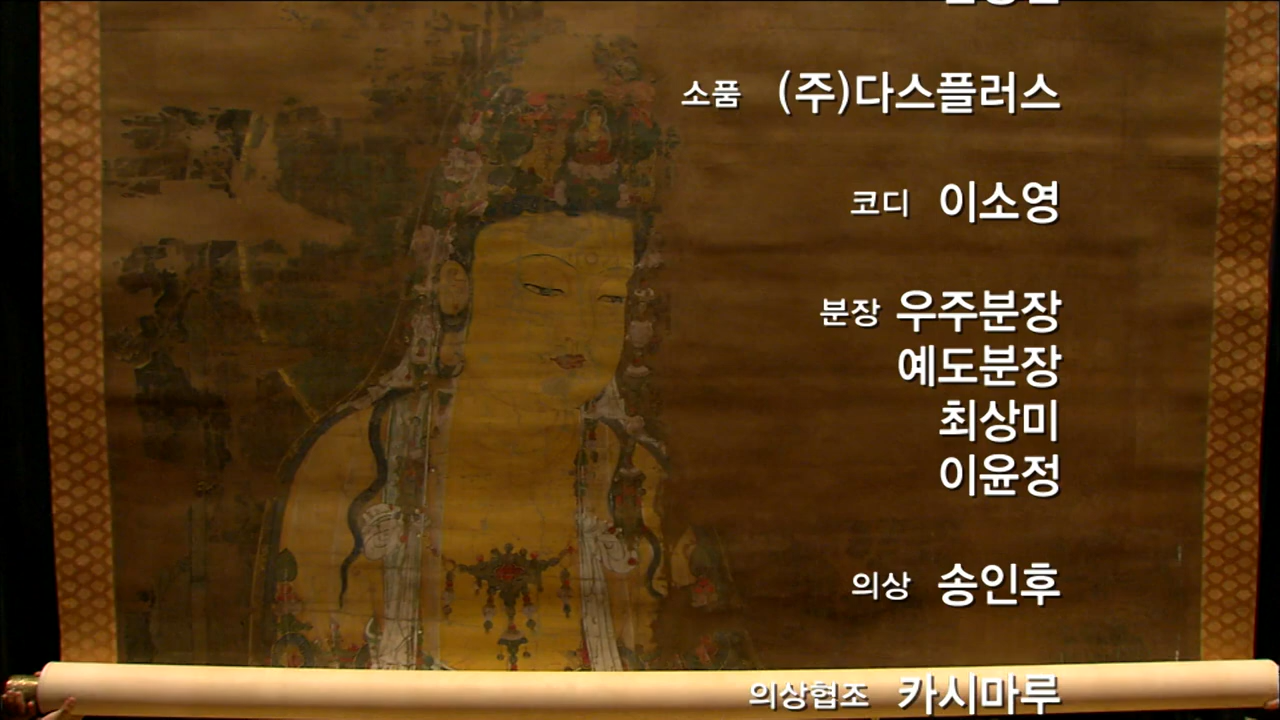 소품 (주)다스플러스
코디 이소영
분장 우주분장
예도분장
최상미
이윤정
의상 송인후
의상협조 카시마루